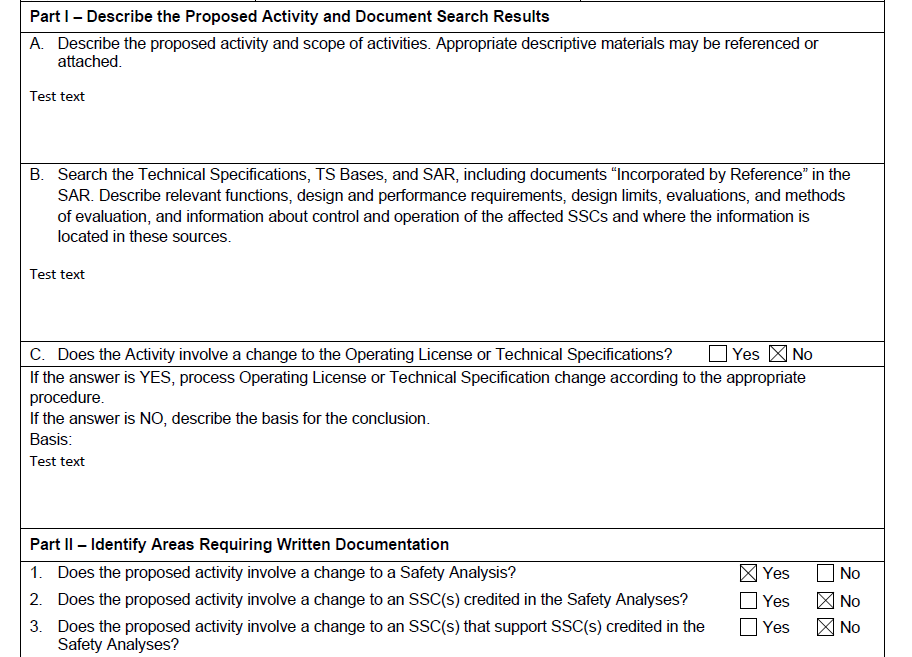 Part I – Describe the Proposed Activity and Document Search Results
A. Describe the proposed activity and scope of activities. Appropriate descriptive materials may be referenced or
attached.
Test text
B. Search the Technical Specifications, TS Bases, and SAR, including documents “Incorporated by Reference” in the
SAR. Describe relevant functions, design and performance requirements, design limits, evaluations, and methods
of evaluation, and information about control and operation of the affected SSCs and where the information is
located in these sources.
Test text
C. Does the Activity involve a change to the Operating License or Technical Specifications? ☐ Yes ☒ No
If the answer is YES, process Operating License or Technical Specification change according to the appropriate
procedure.
If the answer is NO, describe the basis for the conclusion.
Basis:
Test text
Part II – Identify Areas Requiring Written Documentation
1. Does the proposed activity involve a change to a Safety Analysis? ☒ Yes ☐ No
2. Does the proposed activity involve a change to an SSC(s) credited in the Safety Analyses? ☐ Yes ☒ No
3. Does the proposed activity involve a change to an SSC(s) that support SSC(s) credited in the ☐ Yes ☒ No
Safety Analyses?